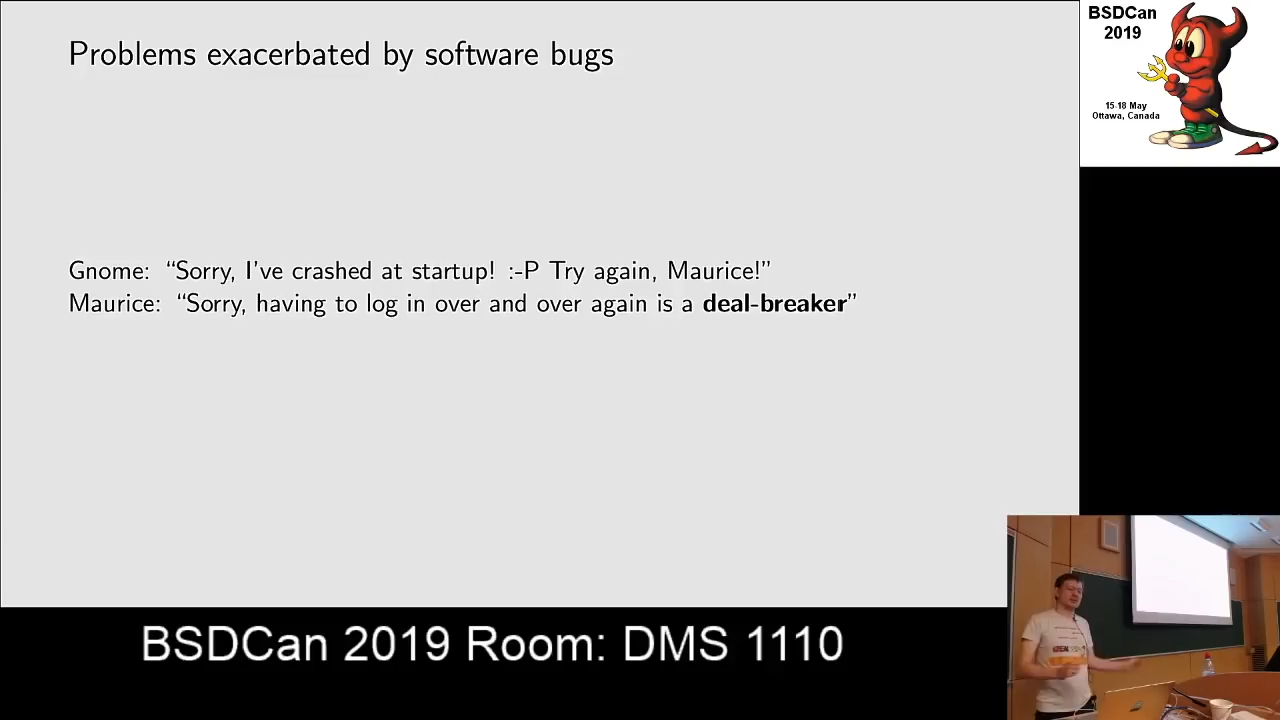 Problems exacerbated by software bugs
BSDCan
2019
15-18 May
Ottawa, Canada
Gnome: “Sorry, I've crashed at startup! :-P Try again, Maurice!”
Maurice: “Sorry, having to log in over and over again is a deal-breaker”
BSDCan 2019 Room: DMS 1110